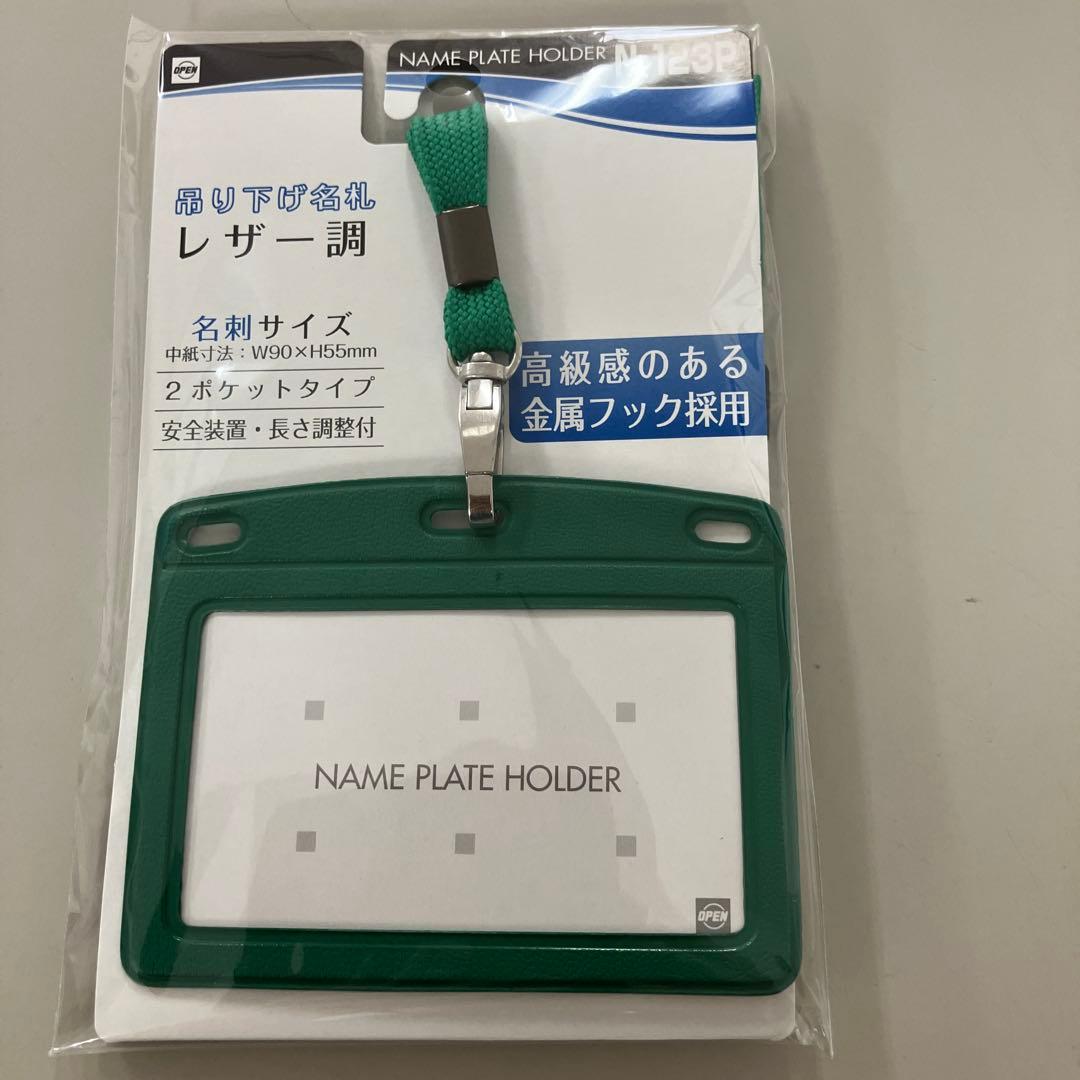 OPEN
NAME PLATE HOLDER N-123P
吊り下げ名札
レザー調
名刺サイズ
中紙寸法：W90×H55mm
2ポケットタイプ
安全装置・長さ調整付
高級感のある
金属フック採用
NAME PLATE HOLDER
OPEN